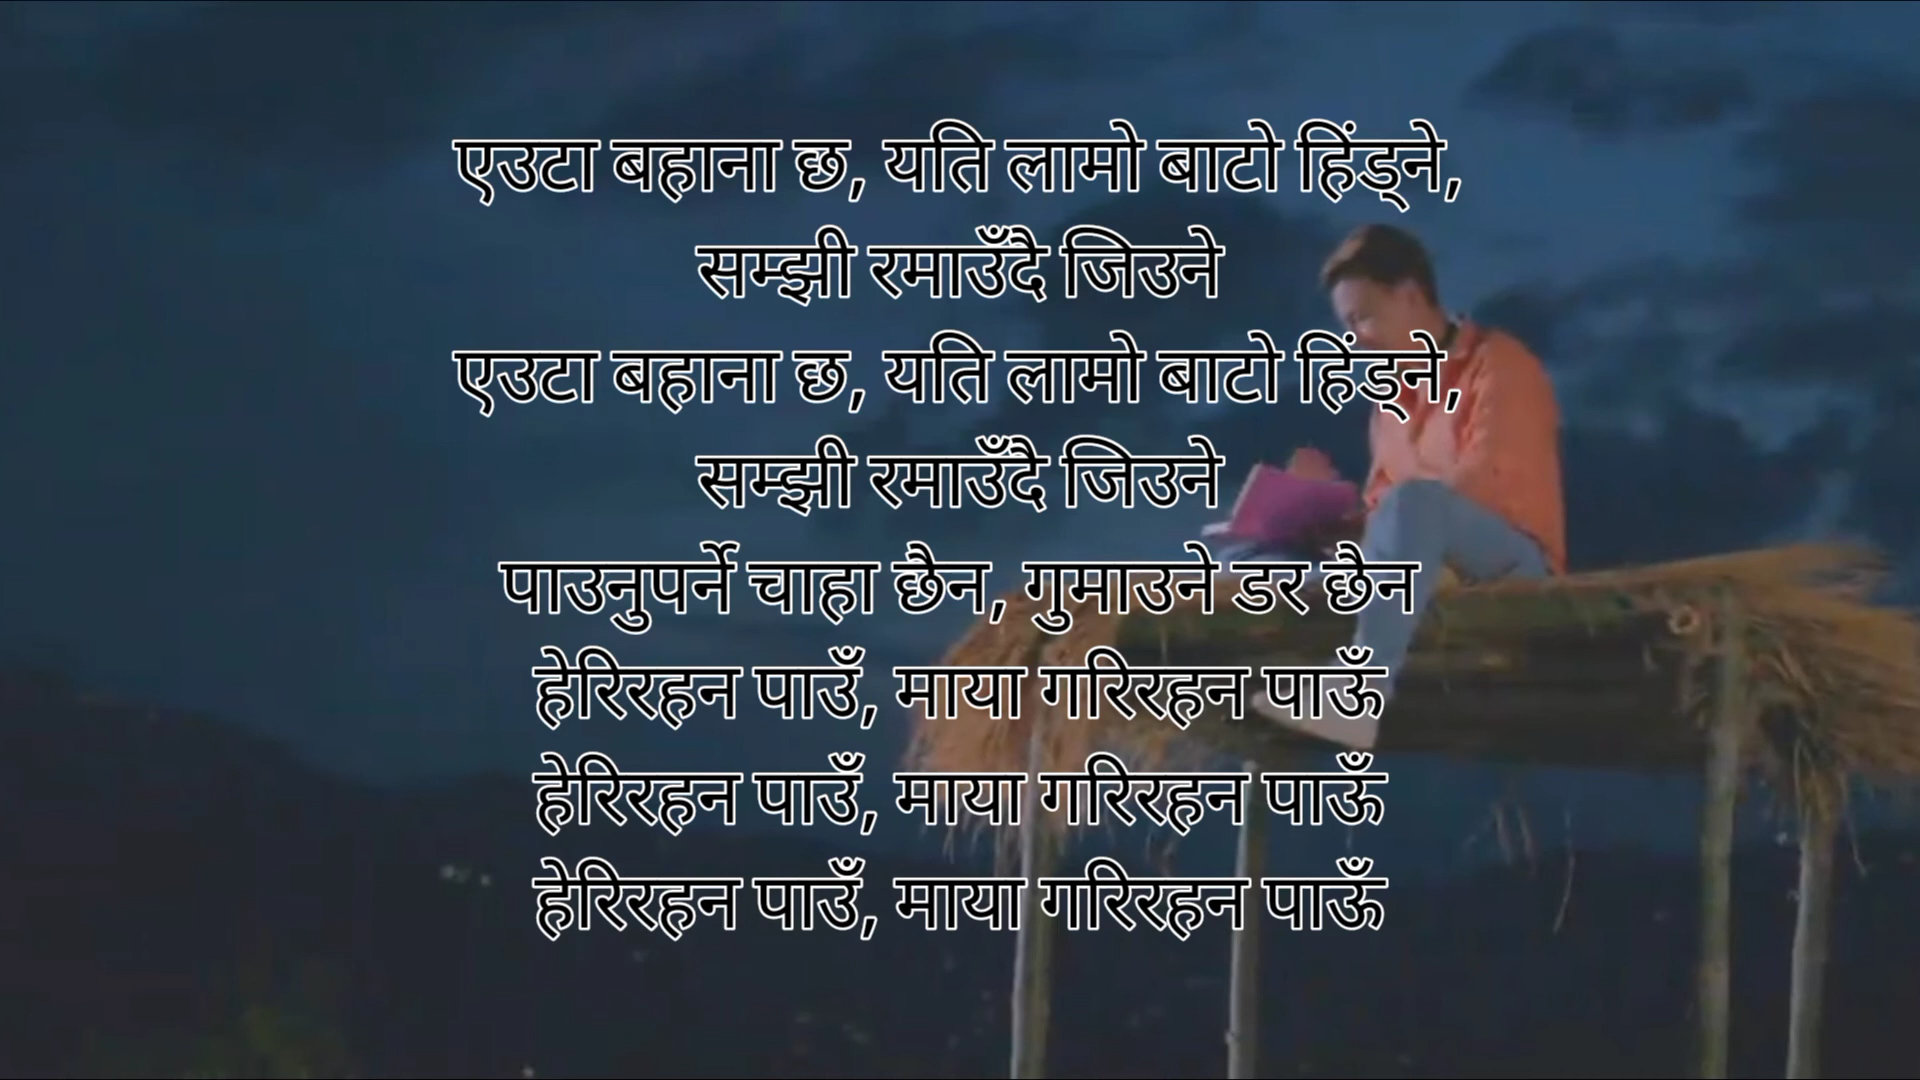 एउटा बहाना छ, यति लामो बाटो हिंड्ने,
सम्झी रमाउँदै जिउने
एउटा बहाना छ, यति लामो बाटो हिंड्ने,
सम्झी रमाउँदै जिउने
पाउनुपर्ने चाहा छैन, गुमाउने डर छैन
हेरिरहन पाउँ, माया गरिरहन पाऊँ
हेरिरहन पाउँ, माया गरिरहन पाऊँ
हेरिरहन पाउँ, माया गरिरहन पाऊँ